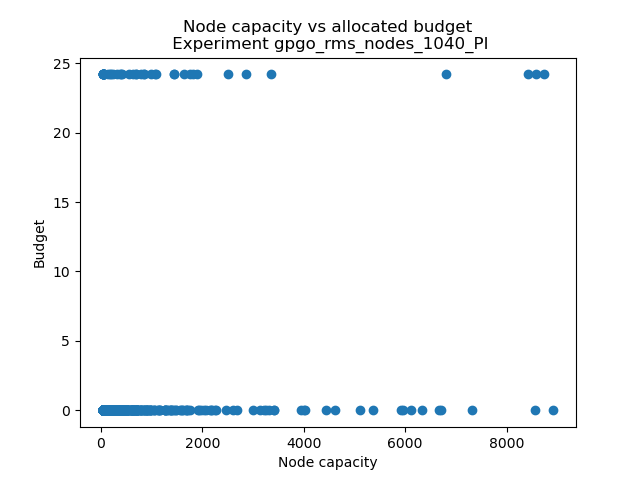 Node capacity vs allocated budget
Experiment gpgo_rms_nodes_1040_PI
25
20
15
10
5
0
Budget
0 2000 4000 6000 8000
Node capacity